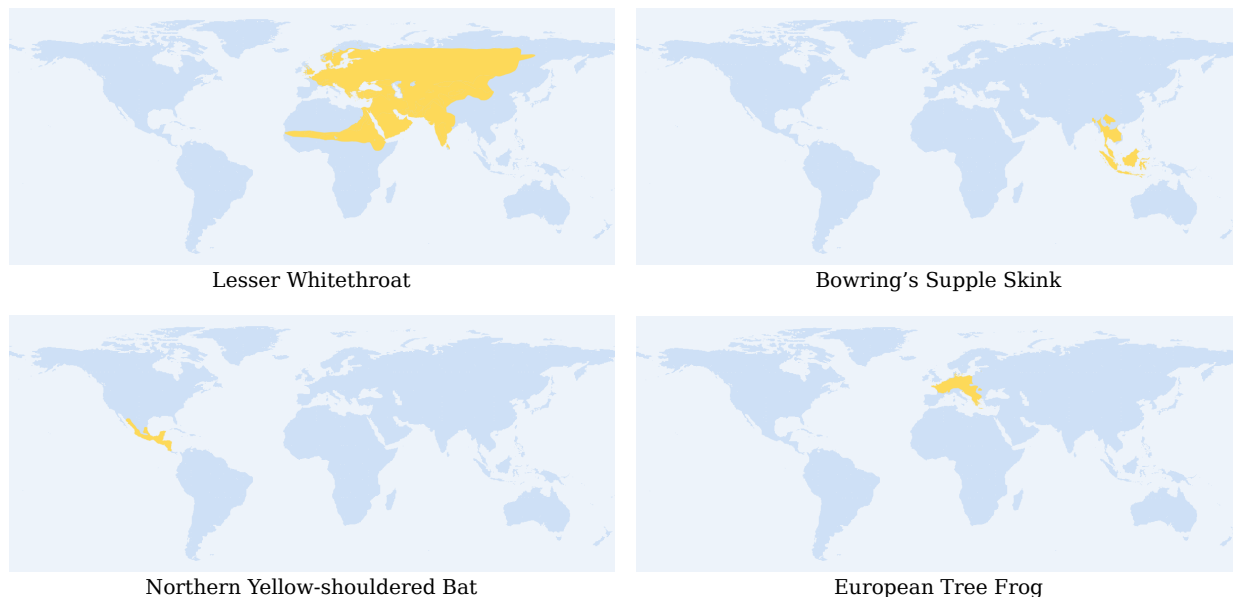 Lesser Whitethroat
Bowring’s Supple Skink
Northern Yellow-shouldered Bat
European Tree Frog